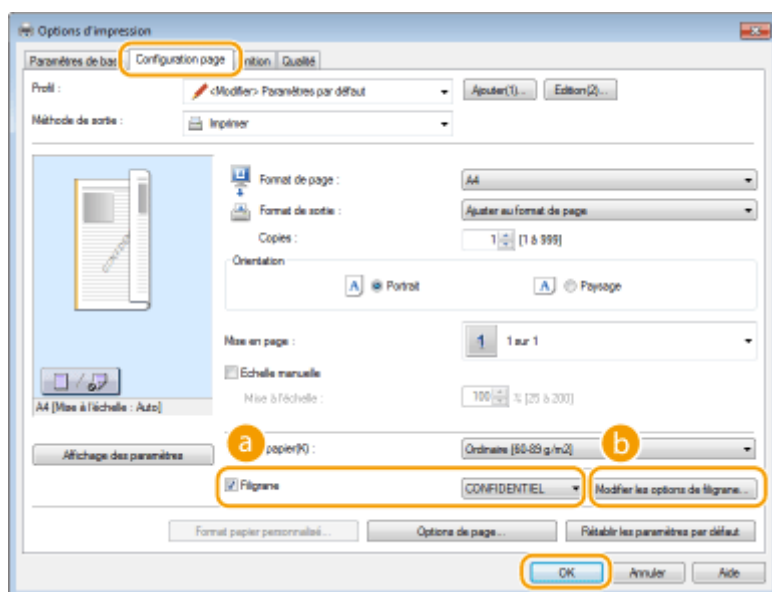 Options d'impression
Paramètres de bas Configuration page nition Qualité
Profil : <Modifier> Paramètres par défaut Ajouter(1)... Edition(2)...
Méthode de sortie : Imprimer
Format de page : A4
Format de sortie : Ajuster au format de page
Copies : 1 [1 à 999]
Orientation
A Portrait A Paysage
CONFIDENTIEL
Mise en page : 1 1 sur 1
Echelle manuelle
Mise à l'échelle : 100 % [25 à 200]
A4 [Mise à l'échelle : Auto]
a b
Affichage des paramètres papier(K) : Ordinaire [60-89 g/m2]
Filigrane CONFIDENTIEL Modifier les options de filigrane...
Format papier personnalisé... Options de page... Rétablir les paramètres par défaut
OK Annuler Aide